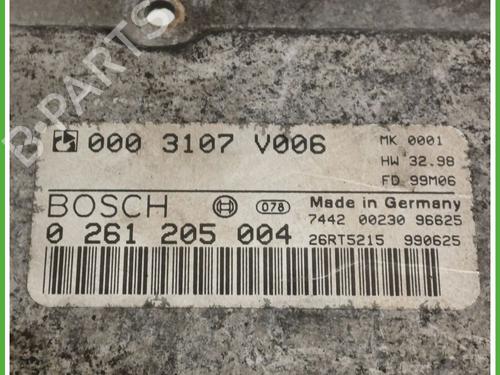 B-PARTS
000 3107 V006
MK 0001
HW 32.98
FD 99M06
BOSCH
078
Made in Germany
7442 00230 96625
0 261 205 004
26RT5215 990625